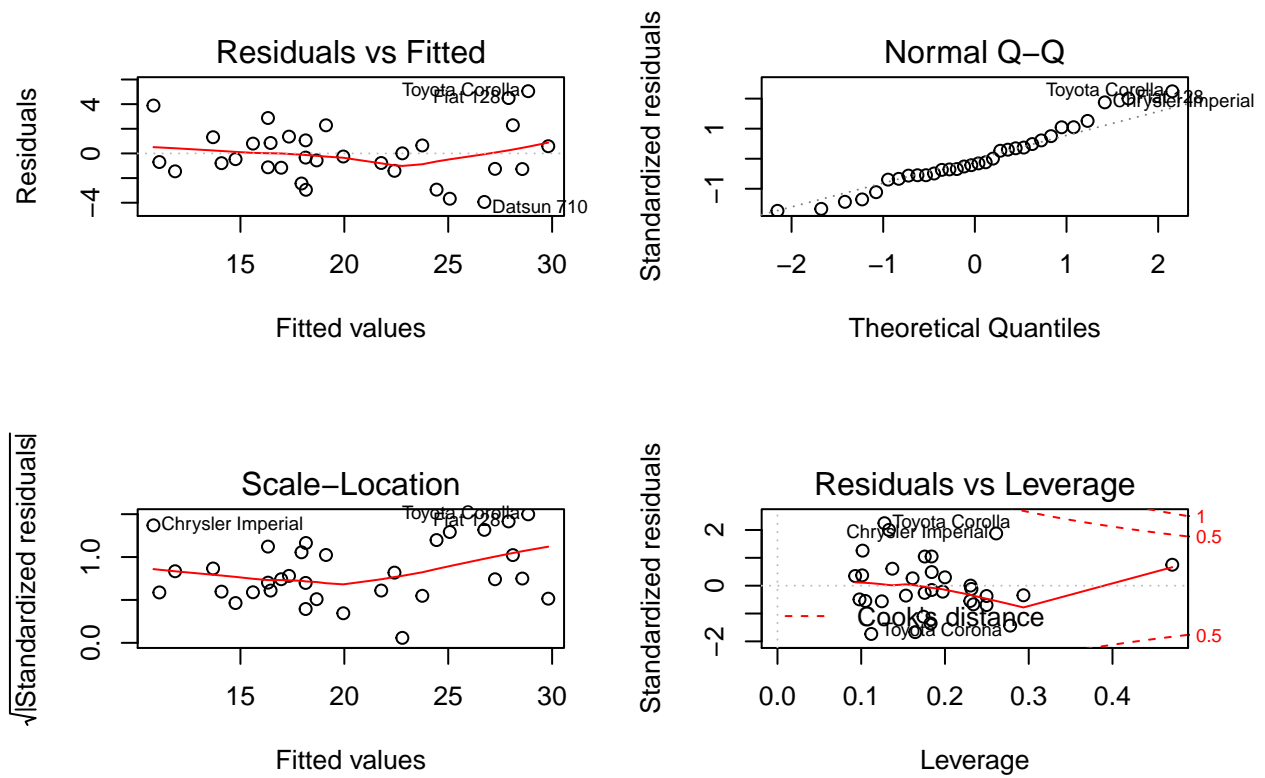 Residuals vs Fitted
Residuals
4
0
−4
Toyota Corolla
Fiat 128
Datsun 710
15 20 25 30
Fitted values
Normal Q−Q
Standardized residuals
1
−1
Toyota Corolla
Fiat 128
Chrysler Imperial
−2 −1 0 1 2
Theoretical Quantiles
Scale−Location
√|Standardized residuals|
1.0
0.0
Chrysler Imperial
Toyota Corolla
Fiat 128
15 20 25 30
Fitted values
Residuals vs Leverage
Standardized residuals
2
0
−2
Toyota Corolla
Chrysler Imperial
Cook's distance
Toyota Corona
1
0.5
0.5
0.0 0.1 0.2 0.3 0.4
Leverage